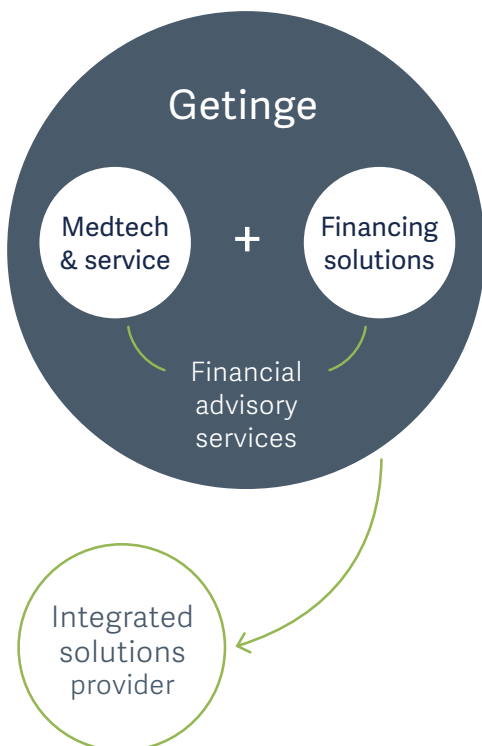 Getinge
Medtech
& service
+
Financing
solutions
Financial
advisory
services
Integrated
solutions
provider